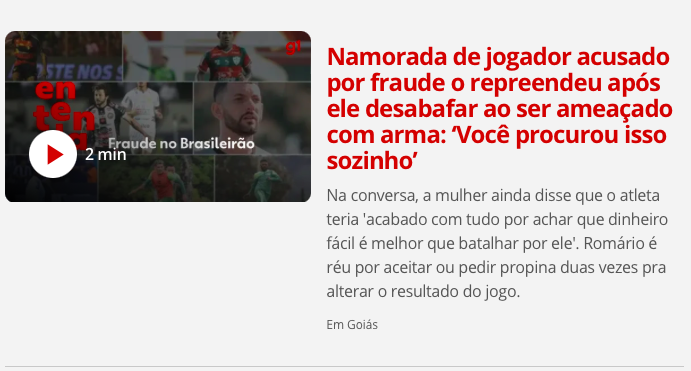 g1
OSTE NOS
en
ten
Fraude no Brasileirão
2 min
Namorada de jogador acusado
por fraude o repreendeu após
ele desabafar ao ser ameaçado
com arma: ‘Você procurou isso
sozinho’
Na conversa, a mulher ainda disse que o atleta
teria 'acabado com tudo por achar que dinheiro
fácil é melhor que batalhar por ele'. Romário é
réu por aceitar ou pedir propina duas vezes pra
alterar o resultado do jogo.
Em Goiás